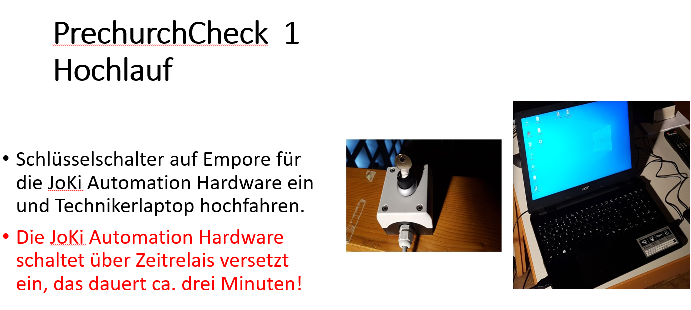 PrechurchCheck 1
Hochlauf
• Schlüsselschalter auf Empore für
die JoKi Automation Hardware ein
und Technikerlaptop hochfahren.
• Die JoKi Automation Hardware
schaltet über Zeitrelais versetzt
ein, das dauert ca. drei Minuten!